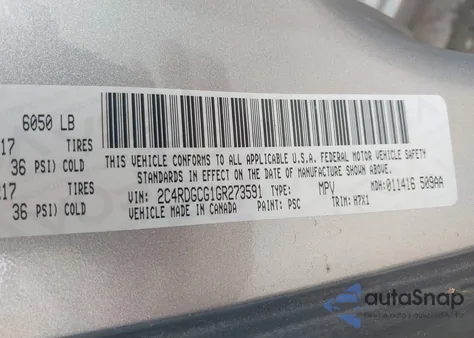 6050 LB
17 TIRES
36 PSI) COLD
R17 TIRES
36 PSI) COLD
THIS VEHICLE CONFORMS TO ALL APPLICABLE U.S.A. FEDERAL MOTOR VEHICLE SAFETY
STANDARDS IN EFFECT ON THE DATE OF MANUFACTURE SHOWN ABOVE.
VIN: 2C4RDGCG1GR273591 TYPE: MPV MDH: 011416 509AA
VEHICLE MADE IN CANADA PAINT: PSC TRIM: H7X1
autoSnap